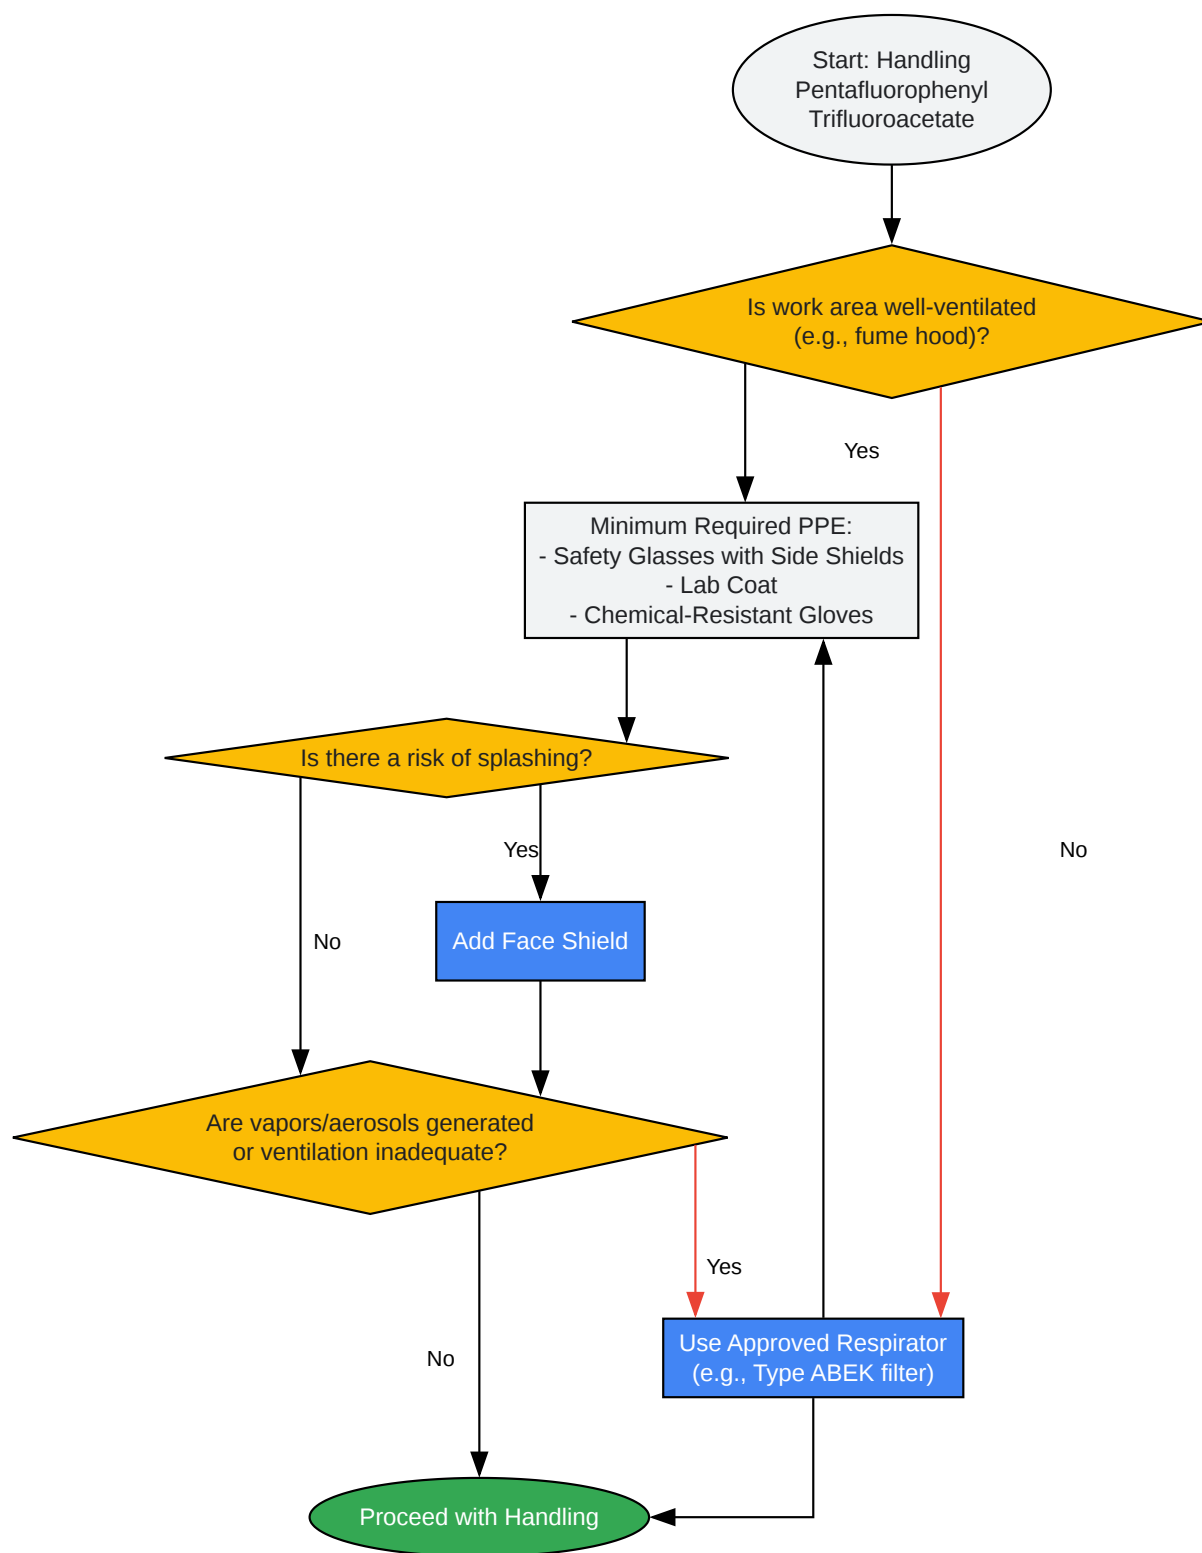 Start: Handling
Pentafluorophenyl
Trifluoroacetate
Is work area well-ventilated
(e.g., fume hood)?
Yes
Minimum Required PPE:
- Safety Glasses with Side Shields
- Lab Coat
- Chemical-Resistant Gloves
Is there a risk of splashing?
Yes
No
No
Add Face Shield
Are vapors/aerosols generated
or ventilation inadequate?
Yes
No
Use Approved Respirator
(e.g., Type ABEK filter)
Proceed with Handling